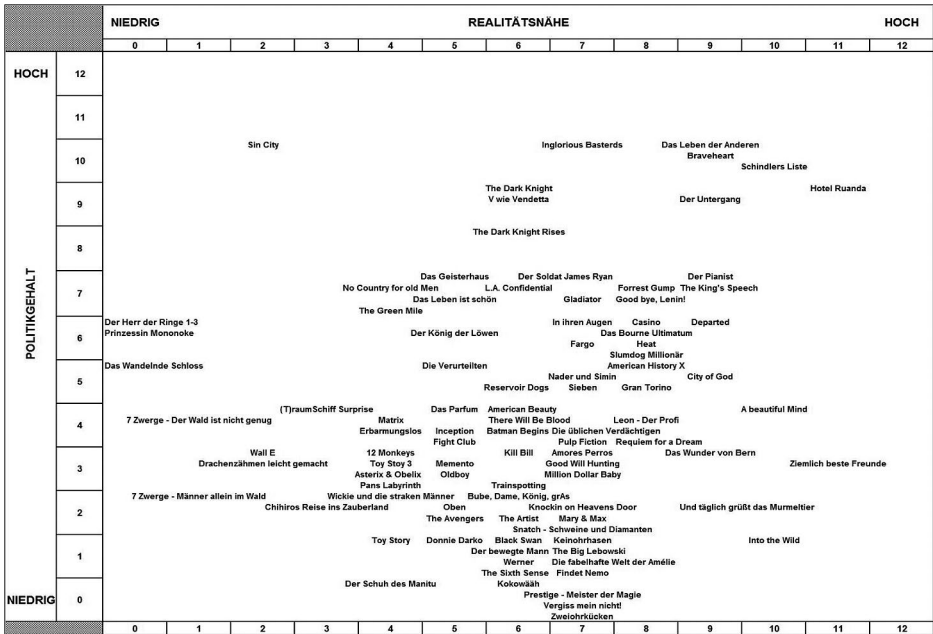 NIEDRIG REALITÄTSNÄHE HOCH
0 1 2 3 4 5 6 7 8 9 10 11 12
HOCH 12
11
Sin City Inglorious Basterds Das Leben der Anderen
10 Braveheart
Schindlers Liste
The Dark Knight Hotel Ruanda
9 V wie Vendetta Der Untergang
The Dark Knight Rises
8
POLITIKGEHALT
Das Geisterhaus Der Soldat James Ryan Der Pianist
7 No Country for old Men L.A. Confidential Forrest Gump The King's Speech
Das Leben ist schön Gladiator Good bye, Lenin!
The Green Mile
Der Herr der Ringe 1-3 In ihren Augen Casino Departed
6 Prinzessin Mononoke Der König der Löwen Das Bourne Ultimatum
Fargo Heat
Slumdog Millionär
Das Wandelnde Schloss Die Verurteilten American History X
5 Nader und Simin City of God
Reservoir Dogs Sieben Gran Torino
(T)raumSchiff Surprise Das Parfum American Beauty A beautiful Mind
4 7 Zwerge - Der Wald ist nicht genug Matrix There Will Be Blood Leon - Der Profi
Erbarmungslos Inception Batman Begins Die üblichen Verdächtigen
Fight Club Pulp Fiction Requiem for a Dream
Wall E 12 Monkeys Kill Bill Amores Perros Das Wunder von Bern
3 Drachenzähmen leicht gemacht Toy Stoy 3 Memento Good Will Hunting Ziemlich beste Freunde
Asterix & Obelix Oldboy Million Dollar Baby
Pans Labyrinth Trainspotting
7 Zwerge - Männer allein im Wald Wickie und die straken Männer Bube, Dame, König, grAs
2 Chihiros Reise ins Zauberland Oben Knockin on Heavens Door Und täglich grüßt das Murmeltier
The Avengers The Artist Mary & Max
Snatch - Schweine und Diamanten
Toy Story Donnie Darko Black Swan Keinohrhasen Into the Wild
1 Der bewegte Mann The Big Lebowski
Werner Die fabelhafte Welt der Amélie
The Sixth Sense Findet Nemo
Der Schuh des Manitu Kokowääh
NIEDRIG 0 Prestige - Meister der Magie
Vergiss mein nicht!
Zweiohrkücken
0 1 2 3 4 5 6 7 8 9 10 11 12